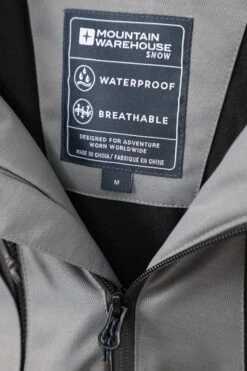 MOUNTAIN
WAREHOUSE
SNOW
WATERPROOF
BREATHABLE
DESIGNED FOR ADVENTURE
WORN WORLDWIDE
MADE IN CHINA / FABRIQUÉ EN CHINE
M